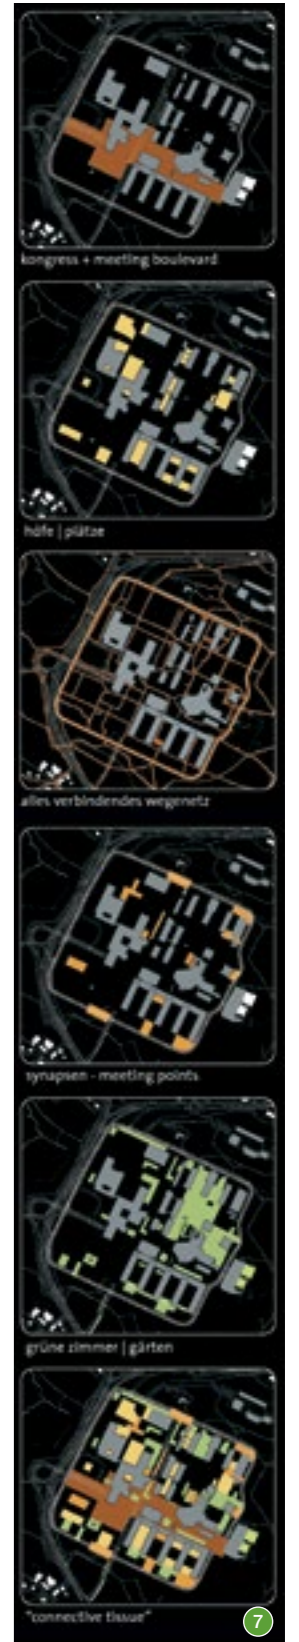 kongress + meeting boulevard
höfe | plätze
alles verbindendes wegenetz
synapsen - meeting points
grüne zimmer | gärten
"connective tissue"
7